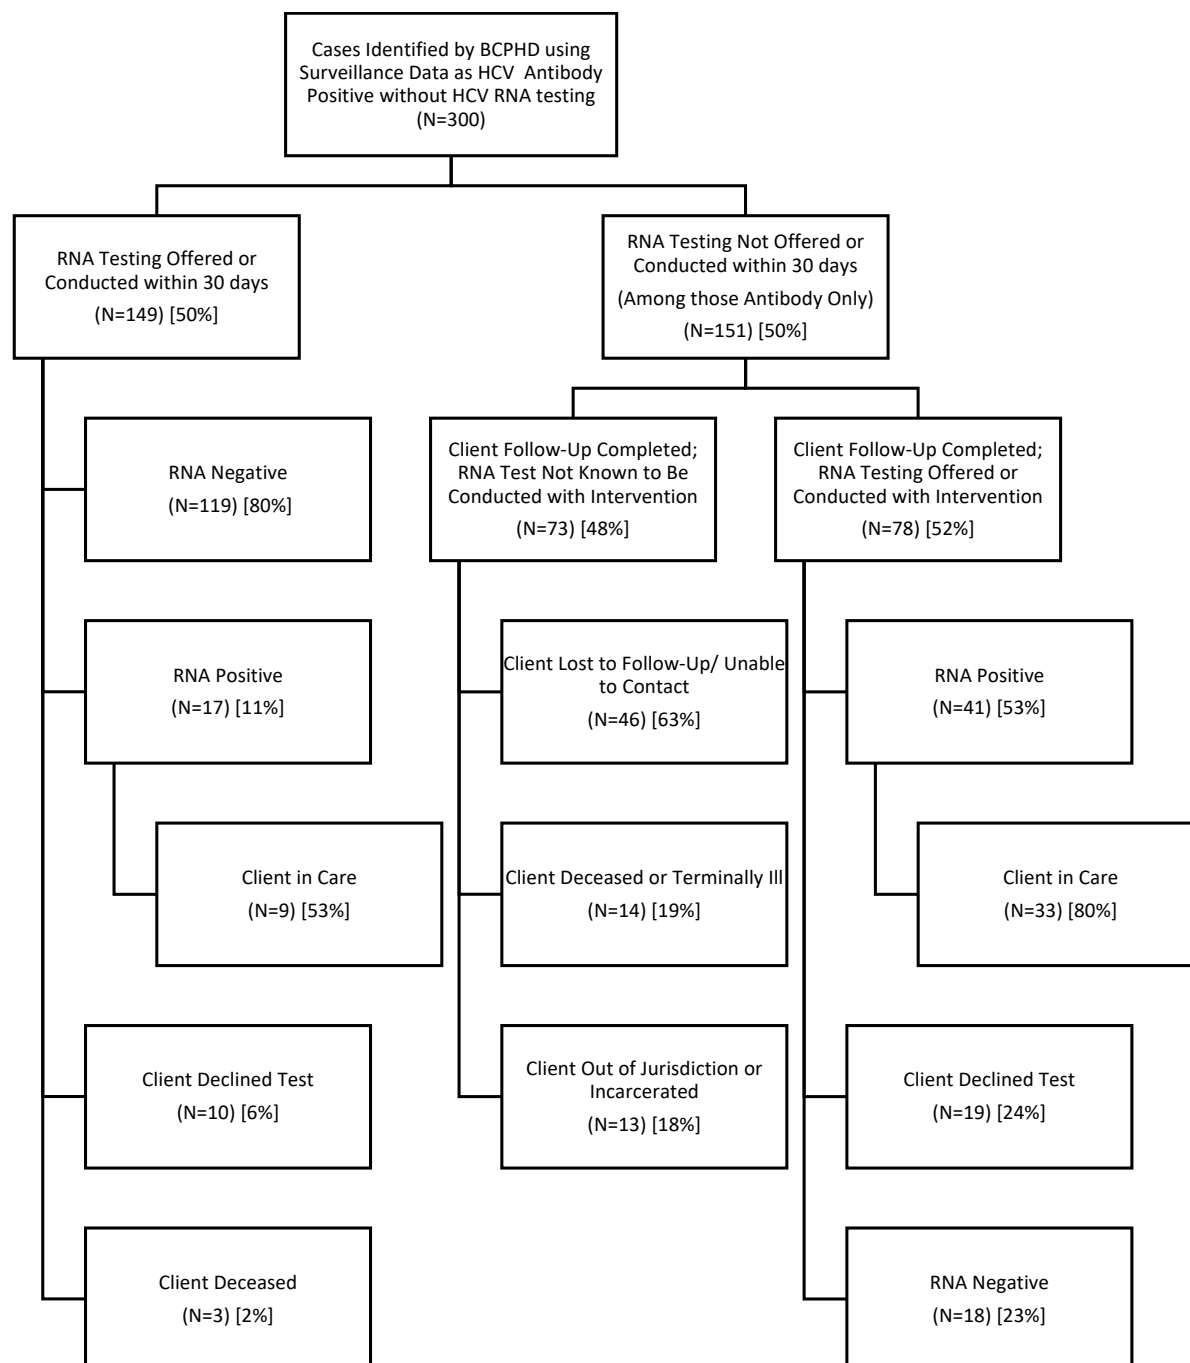 Cases Identified by BCPHD using
Surveillance Data as HCV Antibody
Positive without HCV RNA testing
(N=300)
RNA Testing Offered or
Conducted within 30 days
(N=149) [50%]
RNA Testing Not Offered or
Conducted within 30 days
(Among those Antibody Only)
(N=151) [50%]
RNA Negative
(N=119) [80%]
RNA Positive
(N=17) [11%]
Client in Care
(N=9) [53%]
Client Declined Test
(N=10) [6%]
Client Deceased
(N=3) [2%]
Client Follow-Up Completed;
RNA Test Not Known to Be
Conducted with Intervention
(N=73) [48%]
Client Lost to Follow-Up/ Unable
to Contact
(N=46) [63%]
Client Deceased or Terminally Ill
(N=14) [19%]
Client Out of Jurisdiction or
Incarcerated
(N=13) [18%]
Client Follow-Up Completed;
RNA Testing Offered or
Conducted with Intervention
(N=78) [52%]
RNA Positive
(N=41) [53%]
Client in Care
(N=33) [80%]
Client Declined Test
(N=19) [24%]
RNA Negative
(N=18) [23%]